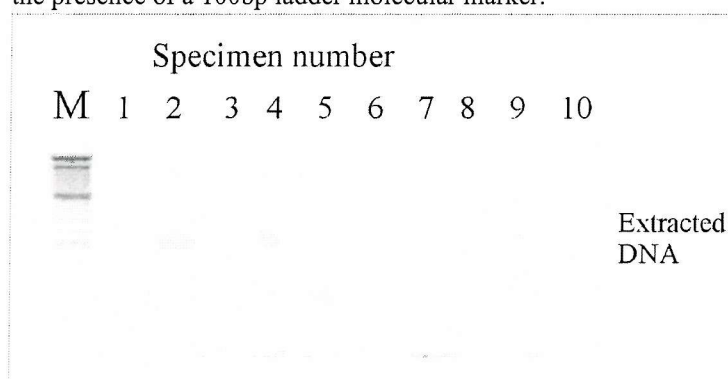 the presence of a 100bp ladder molecular marker.
Specimen number
M 1 2 3 4 5 6 7 8 9 10
Extracted
DNA